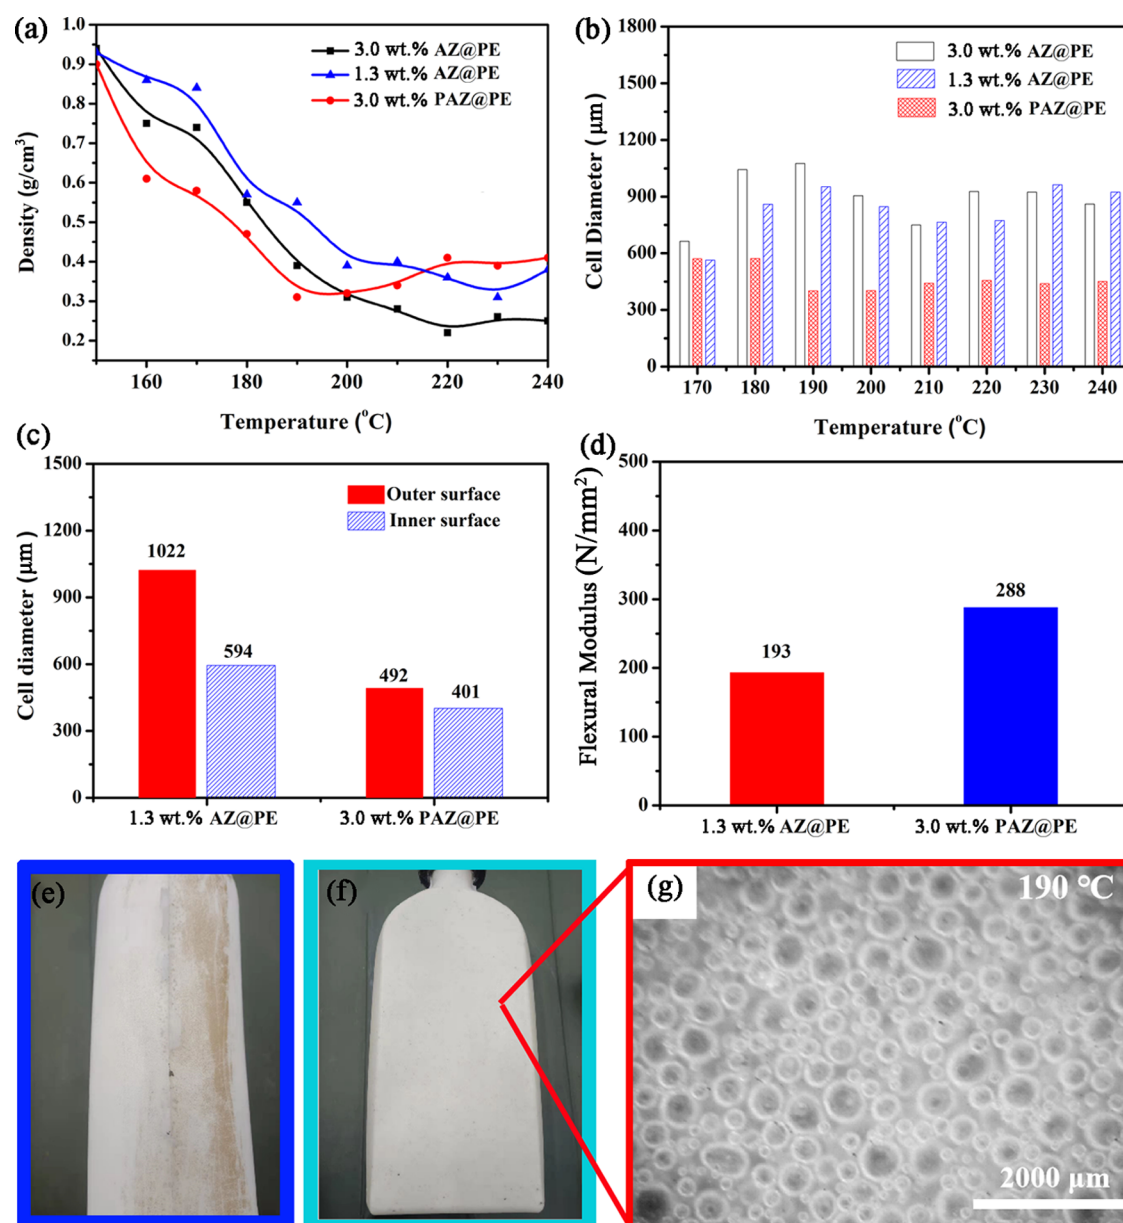 (a)
1.0
0.9
0.8
0.7
0.6
0.5
0.4
0.3
0.2
Density (g/cm³)
3.0 wt.% AZ@PE
1.3 wt.% AZ@PE
3.0 wt.% PAZ@PE
160 180 200 220 240
Temperature (°C)
(b)
1800
1500
1200
900
600
300
0
Cell Diameter (μm)
3.0 wt.% AZ@PE
1.3 wt.% AZ@PE
3.0 wt.% PAZ@PE
170 180 190 200 210 220 230 240
Temperature (°C)
(c)
1500
1200
900
600
300
0
Cell diameter (μm)
Outer surface
Inner surface
1022
594
492
401
1.3 wt.% AZ@PE 3.0 wt.% PAZ@PE
(d)
500
400
300
200
100
0
Flexural Modulus (N/mm²)
193
288
1.3 wt.% AZ@PE 3.0 wt.% PAZ@PE
(e)
(f)
(g)
190 °C
2000 μm